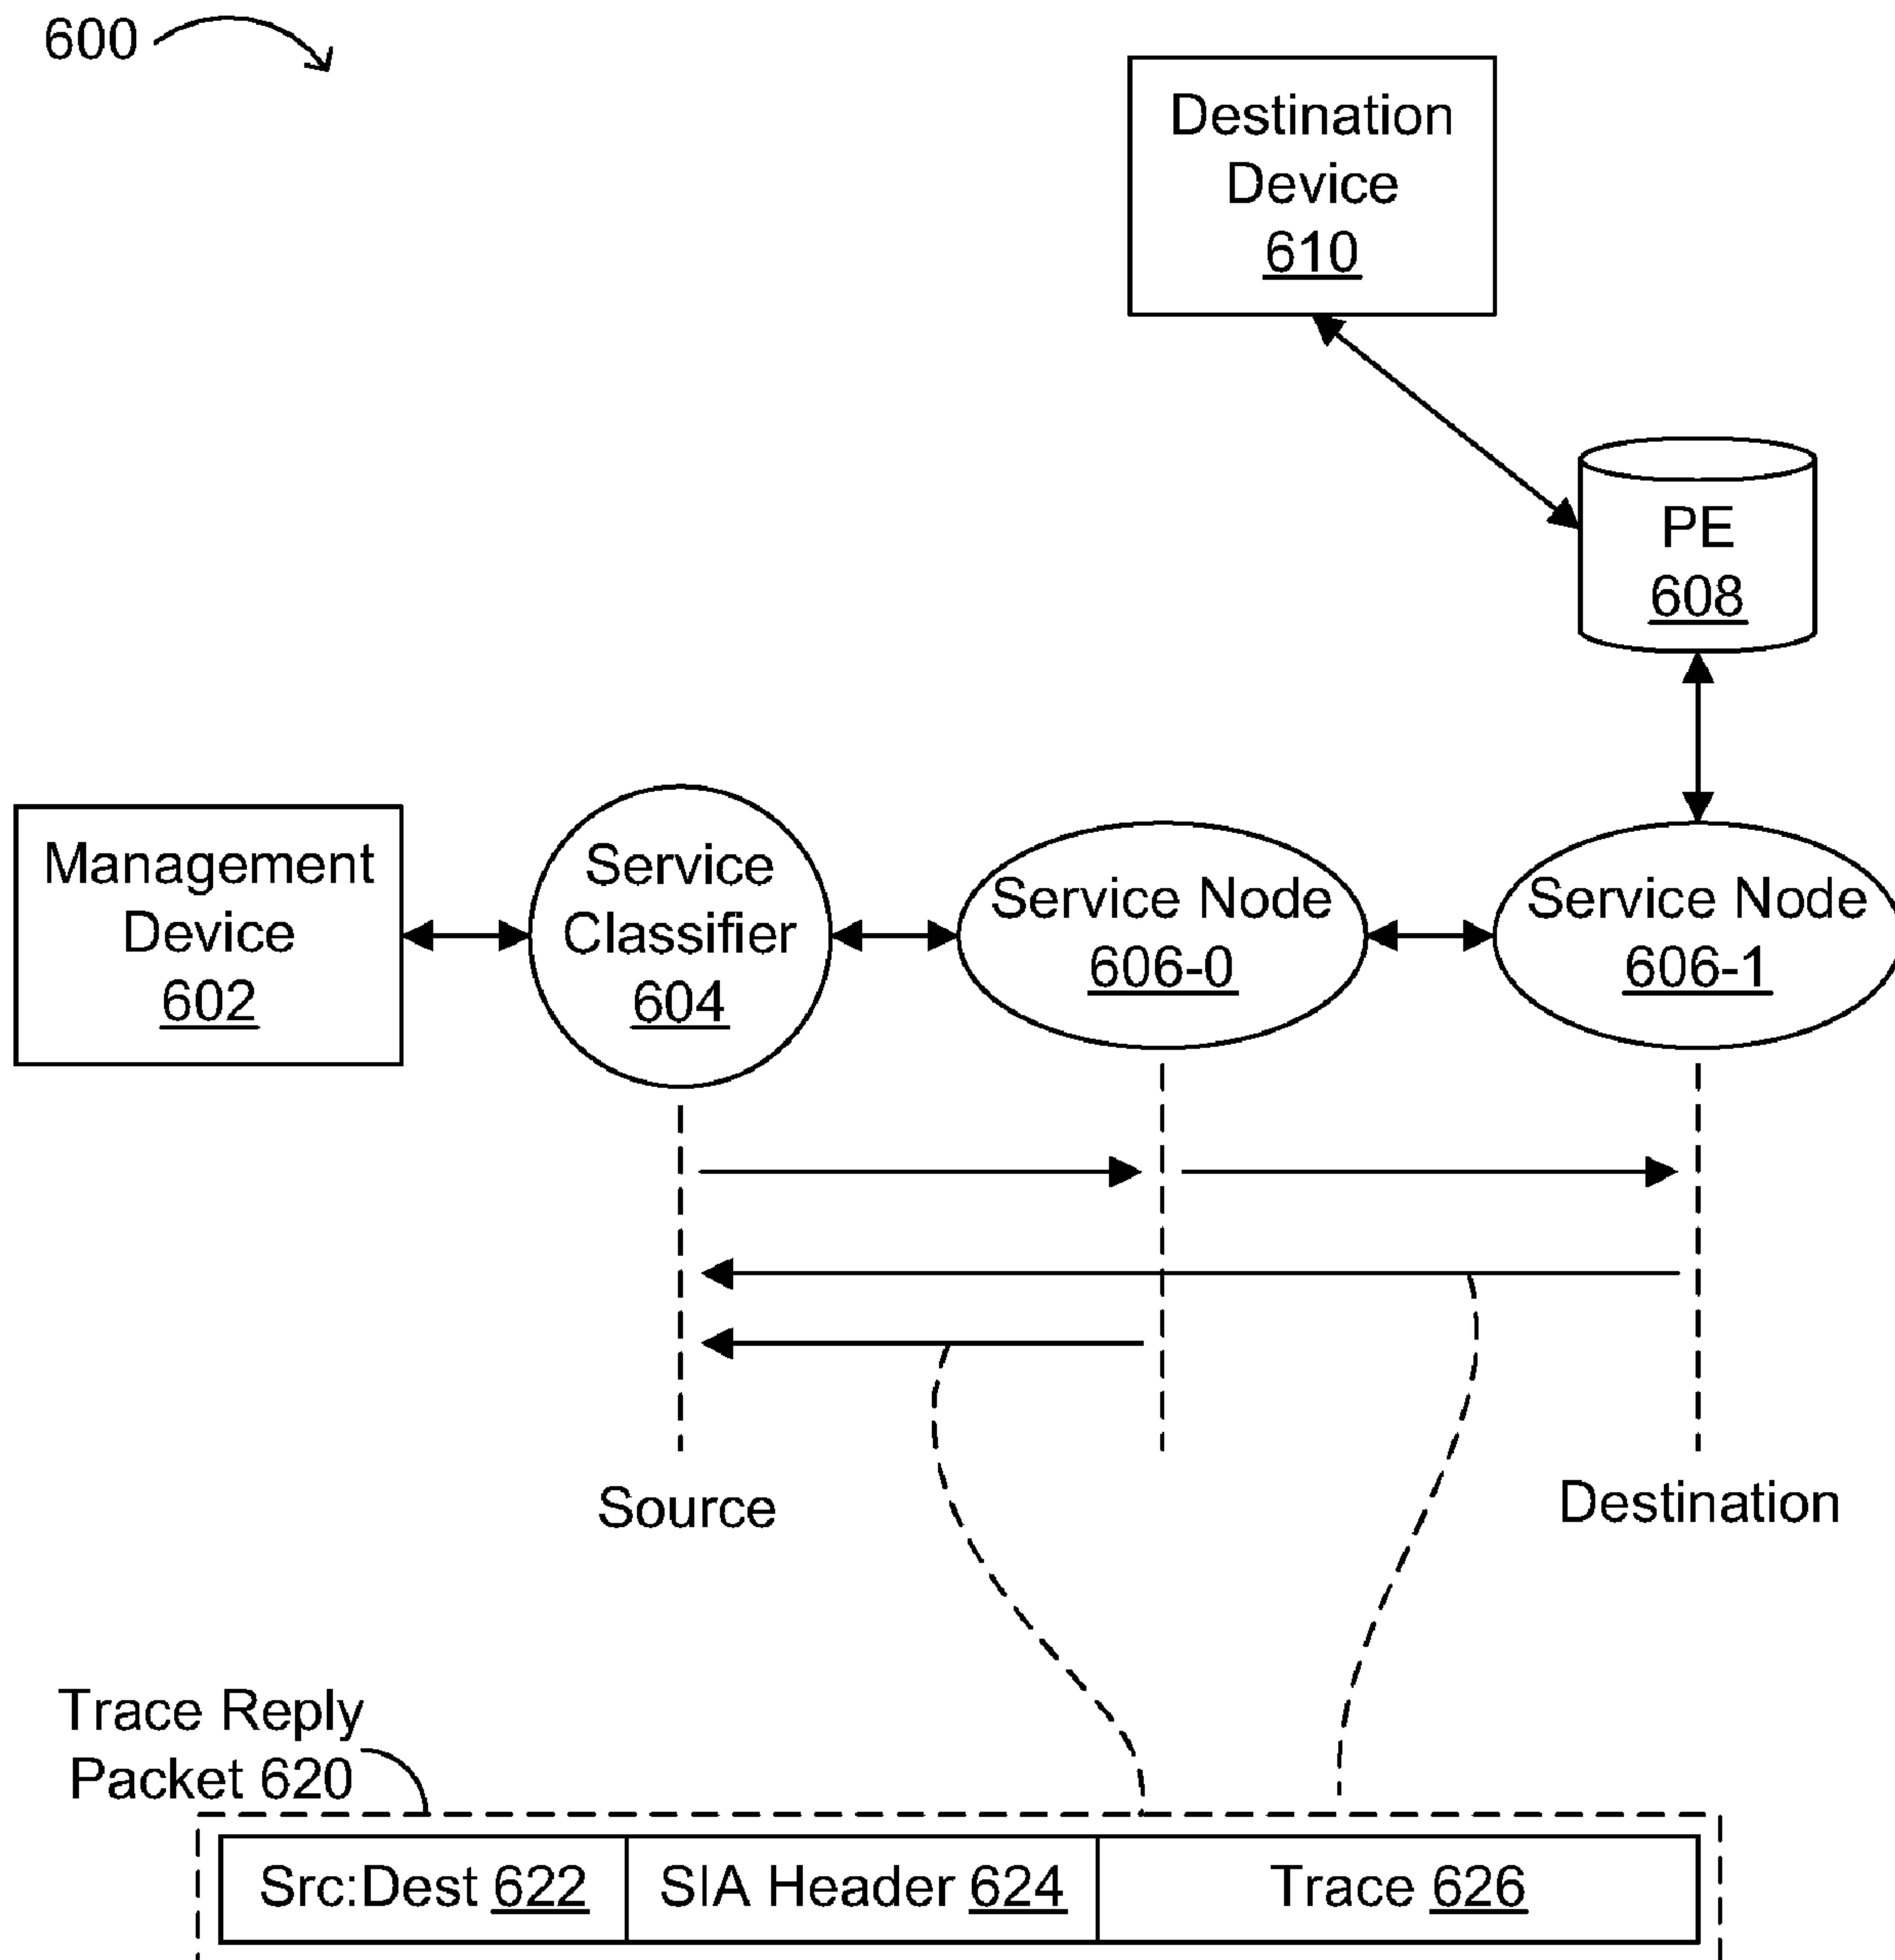 600
Destination
Device
610
PE
608
Management
Device
602
Service
Classifier
604
Service Node
606-0
Service Node
606-1
Source
Destination
Trace Reply
Packet 620
Src:Dest 622
SIA Header 624
Trace 626